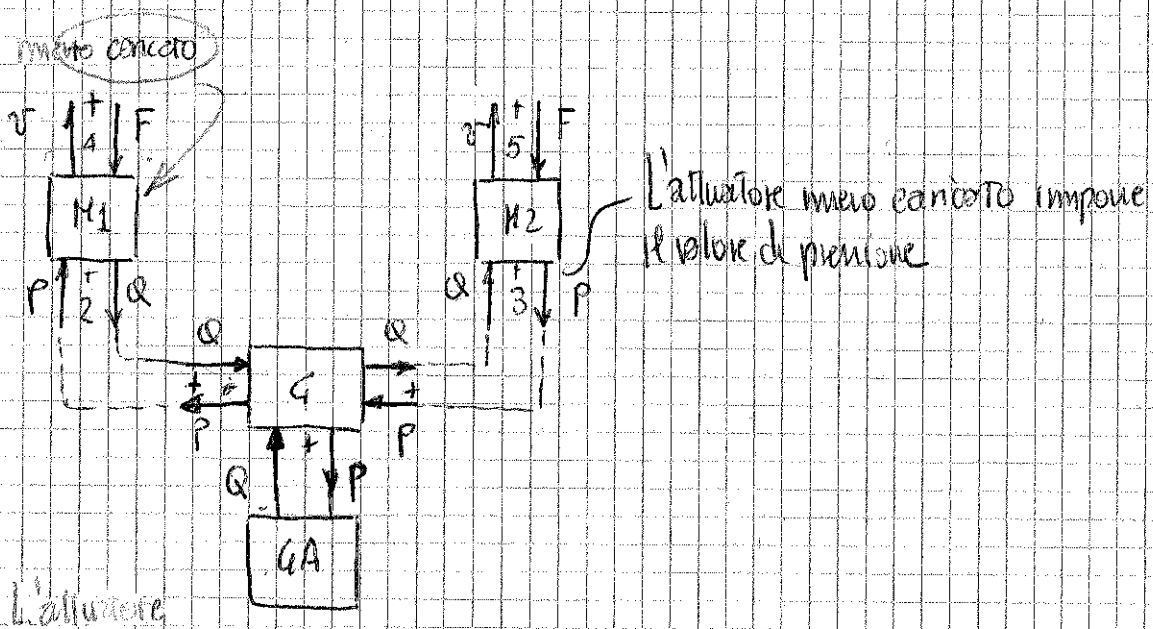 meno caricato
v + F
4
v + F
5
M1
M2
L'attuatore meno caricato impone
il valore di pressione
P + Q
2
Q + P
3
Q
Q
+
+
G
P
P
+
Q
P
GA
L'attuatore